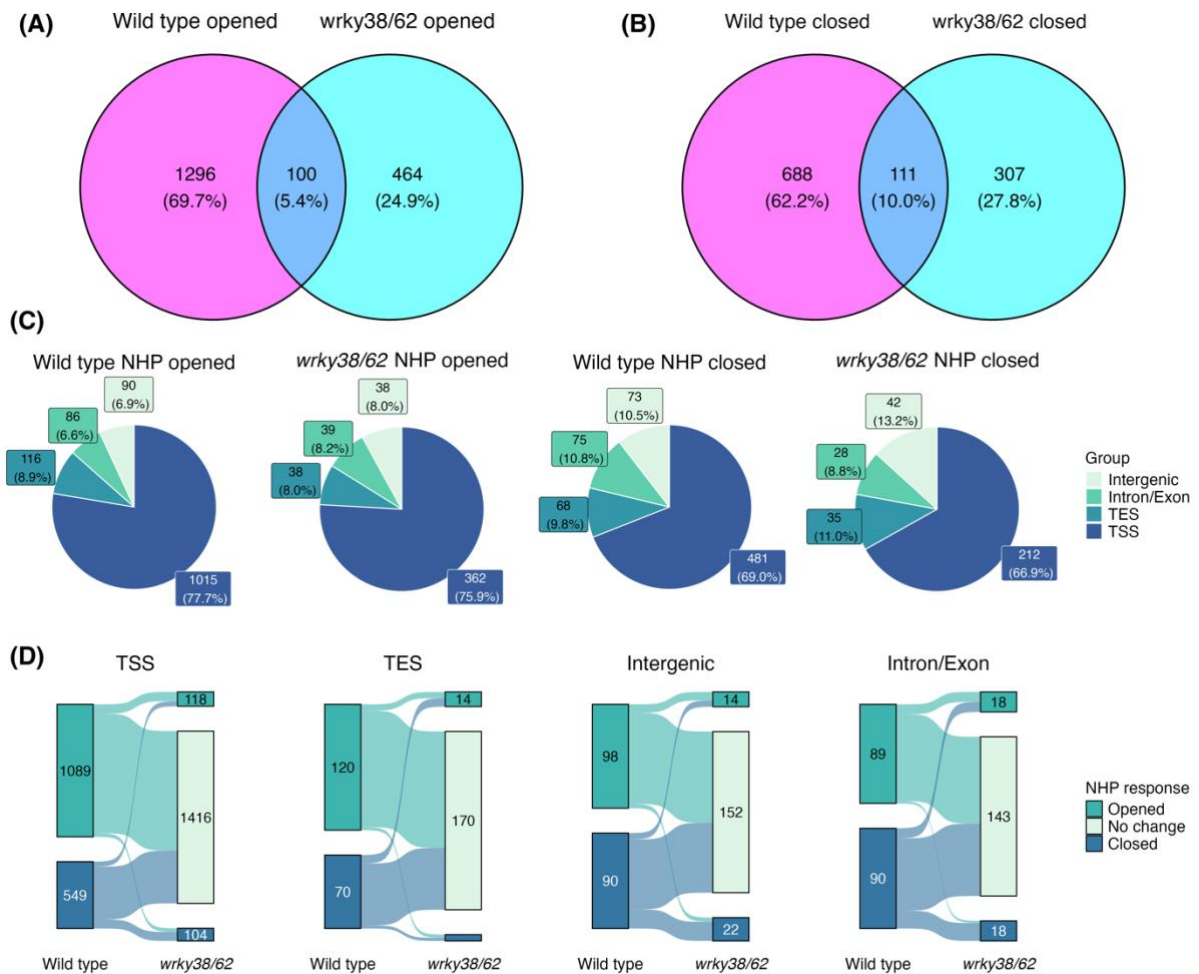 (A)
Wild type opened
wrky38/62 opened
1296
(69.7%)
100
(5.4%)
464
(24.9%)
(B)
Wild type closed
wrky38/62 closed
688
(62.2%)
111
(10.0%)
307
(27.8%)
(C)
Wild type NHP opened
90
(6.9%)
86
(6.6%)
116
(8.9%)
1015
(77.7%)
wrky38/62 NHP opened
38
(8.0%)
39
(8.2%)
38
(8.0%)
362
(75.9%)
Wild type NHP closed
73
(10.5%)
75
(10.8%)
68
(9.8%)
481
(69.0%)
wrky38/62 NHP closed
42
(13.2%)
28
(8.8%)
35
(11.0%)
212
(66.9%)
Group
Intergenic
Intron/Exon
TES
TSS
(D)
TSS
1089
549
118
1416
104
Wild type
wrky38/62
TES
120
70
14
170
Wild type
wrky38/62
Intergenic
98
90
14
152
22
Wild type
wrky38/62
Intron/Exon
89
90
18
143
18
Wild type
wrky38/62
NHP response
Opened
No change
Closed